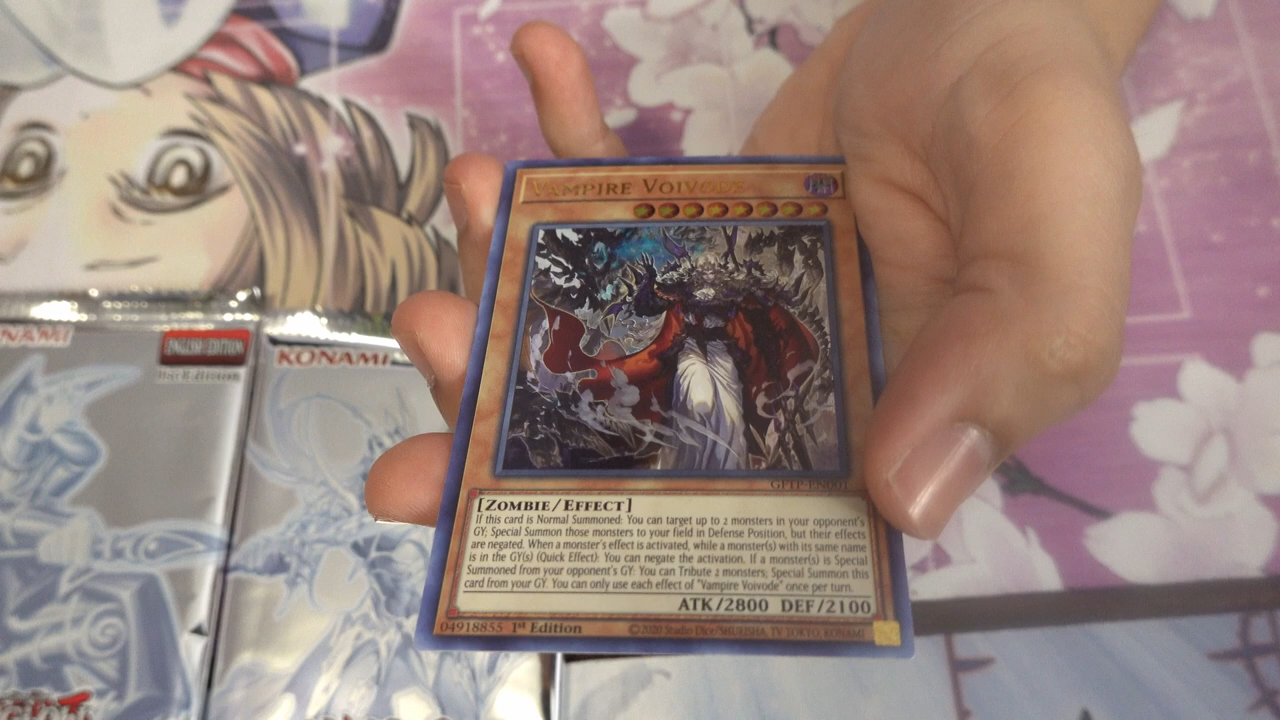 VAMPIRE VOIVODE
KONAMI
ENGLISH EDITION
1st Edition
KONAMI
GFTP-EN001
[ZOMBIE/EFFECT]
If this card is Normal Summoned: You can target up to 2 monsters in your opponent's
GY; Special Summon those monsters to your field in Defense Position, but their effects
are negated. When a monster's effect is activated, while a monster(s) with its same name
is in the GY(s) (Quick Effect): You can negate the activation. If a monster(s) is Special
Summoned from your opponent's GY: You can Tribute 2 monsters; Special Summon this
card from your GY. You can only use each effect of "Vampire Voivode" once per turn.
ATK/2800 DEF/2100
04918855 1st Edition ©2020 Studio Dice/SHUEISHA, TV TOKYO, KONAMI